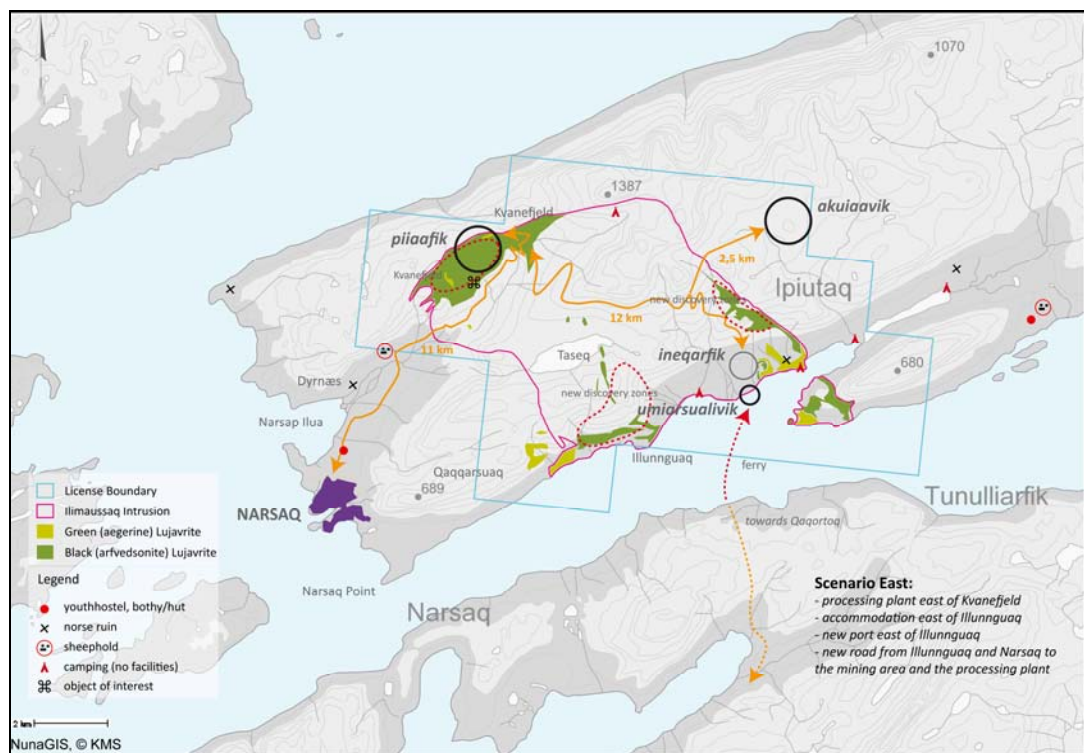 1070
1387
akuiaavik
Kvanefjeld
piiaafik
2,5 km
Ipiutaq
Kvanefjeld
new discovery zones
12 km
11 km
ineqarfik
Taseq
680
Dyrnæs
new discovery zones
umiarsualivik
Narsap Ilua
Illunnguaq
ferry
Qaqqarsuaq
689
NARSAQ
Tunulliarfik
towards Qaqortoq
Narsaq Point
Narsaq
License Boundary
Ilimaussaq Intrusion
Green (aegerine) Lujavrite
Black (arfvedsonite) Lujavrite
Legend
youthhostel, bothy/hut
norse ruin
sheephold
camping (no facilities)
object of interest
Scenario East:
- processing plant east of Kvanefjeld
- accommodation east of Illunnguaq
- new port east of Illunnguaq
- new road from Illunnguaq and Narsaq to
the mining area and the processing plant
2 km
NunaGIS, © KMS